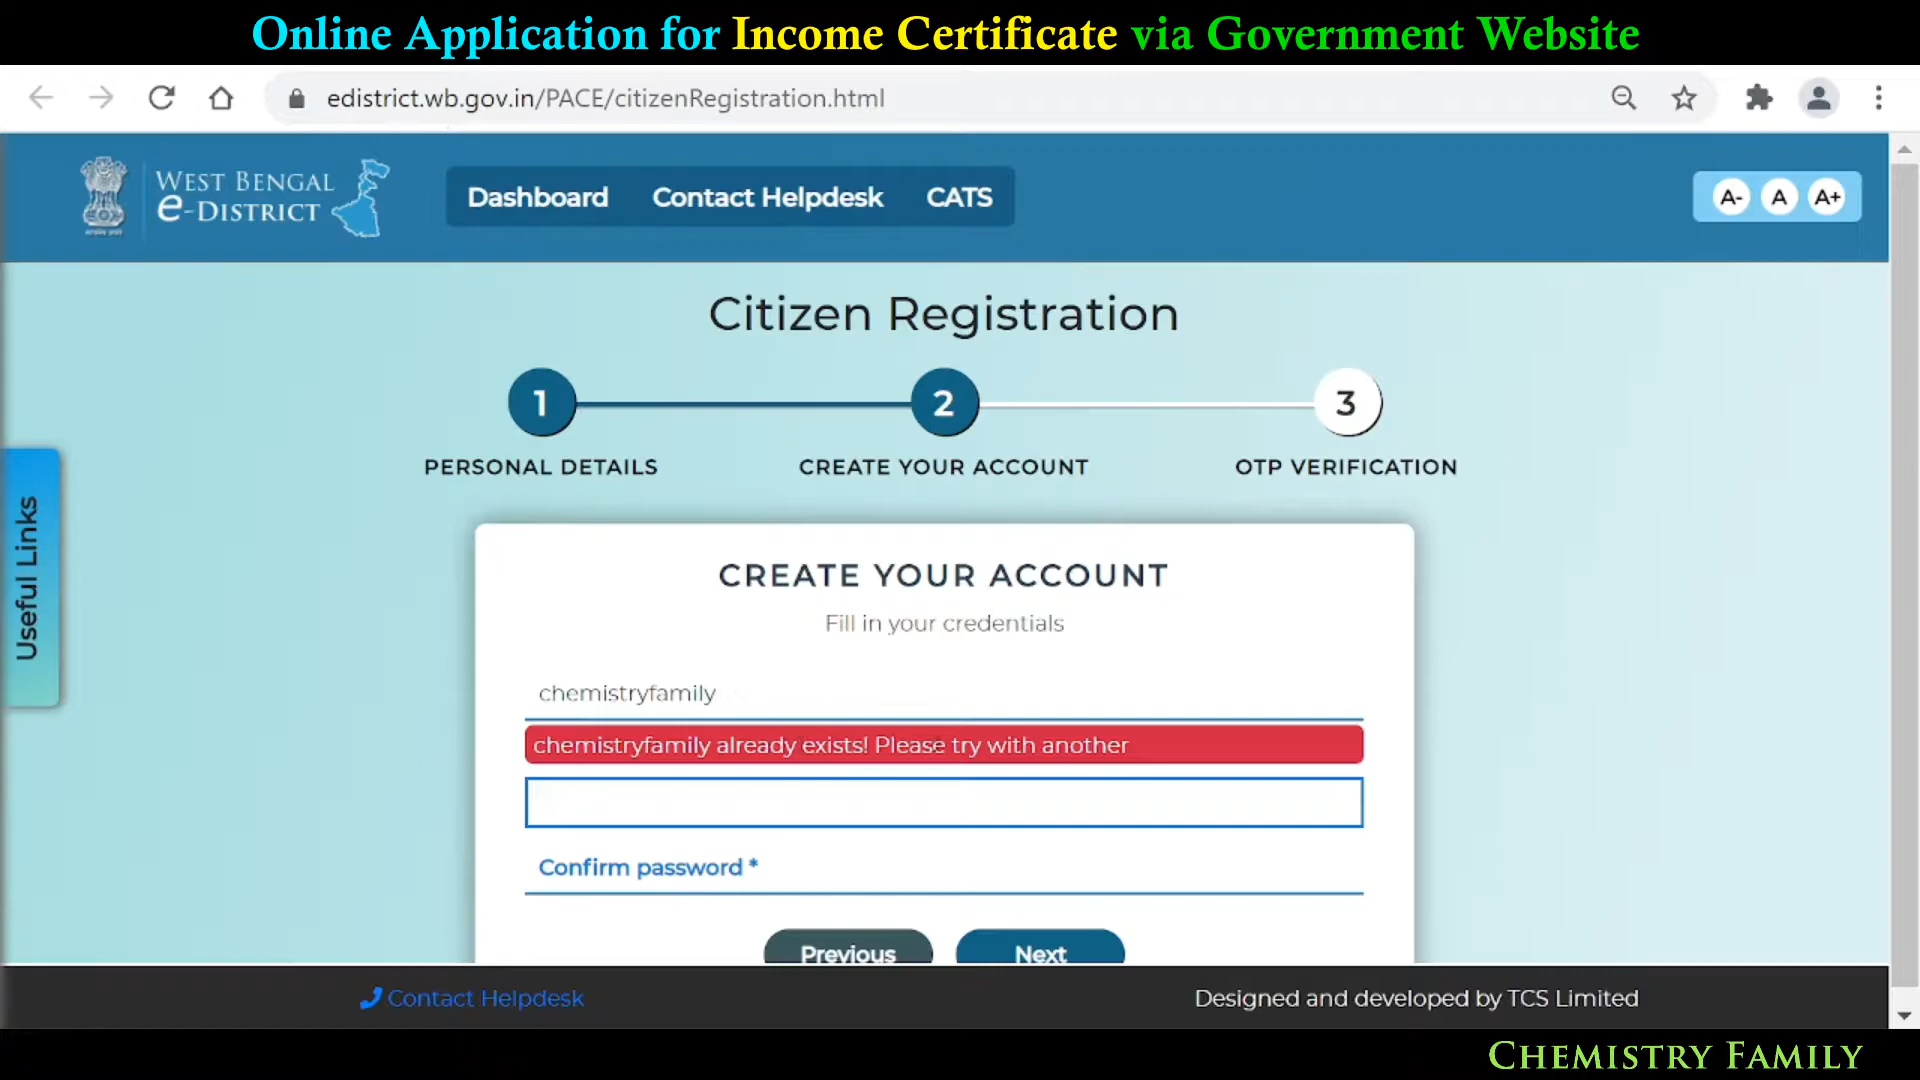 Online Application for Income Certificate via Government Website
edistrict.wb.gov.in/PACE/citizenRegistration.html
WEST BENGAL
e-DISTRICT
Dashboard Contact Helpdesk CATS
A- A A+
Citizen Registration
1 2 3
PERSONAL DETAILS CREATE YOUR ACCOUNT OTP VERIFICATION
Useful Links
CREATE YOUR ACCOUNT
Fill in your credentials
chemistryfamily
chemistryfamily already exists! Please try with another
Confirm password *
Previous Next
Contact Helpdesk Designed and developed by TCS Limited
CHEMISTRY FAMILY